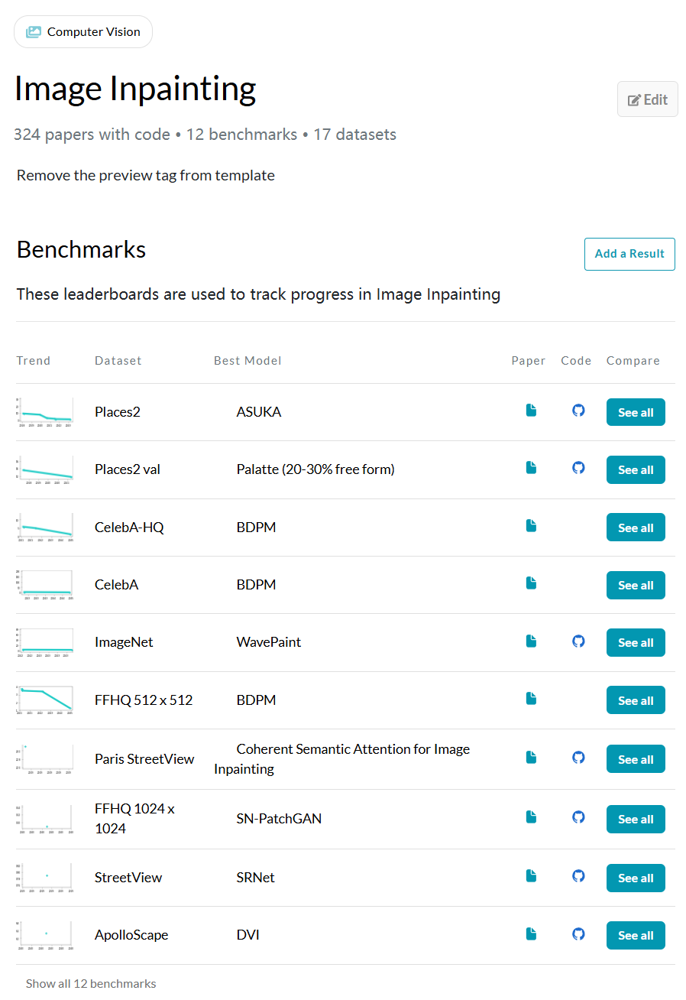 Computer Vision
Image Inpainting
Edit
324 papers with code • 12 benchmarks • 17 datasets
Remove the preview tag from template
Benchmarks
Add a Result
These leaderboards are used to track progress in Image Inpainting
Trend Dataset Best Model Paper Code Compare
Places2 ASUKA See all
Places2 val Palatte (20-30% free form) See all
CelebA-HQ BDPM See all
CelebA BDPM See all
ImageNet WavePaint See all
FFHQ 512 x 512 BDPM See all
Paris StreetView Coherent Semantic Attention for Image
Inpainting See all
FFHQ 1024 x
1024 SN-PatchGAN See all
StreetView SRNet See all
ApolloScape DVI See all
Show all 12 benchmarks